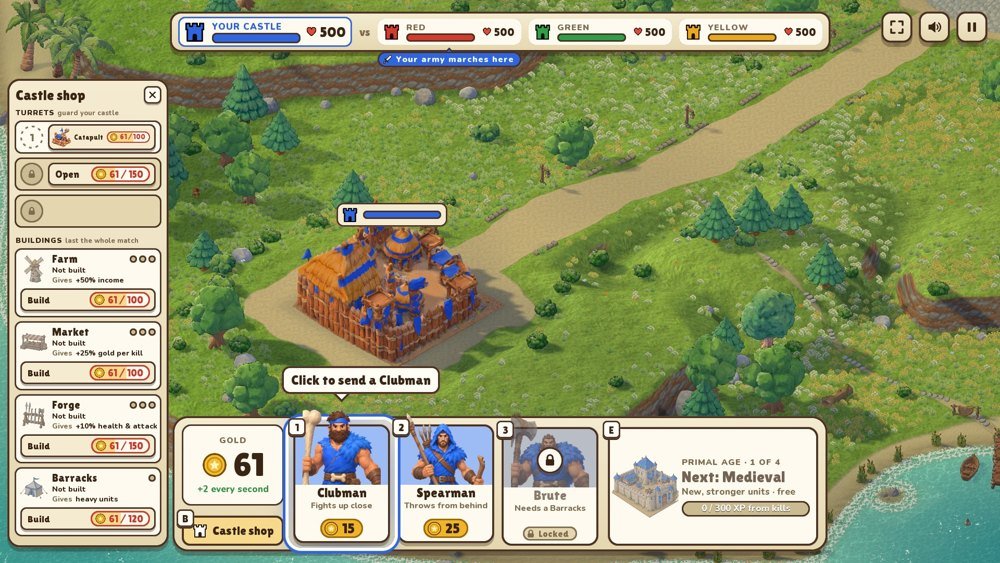 YOUR CASTLE 500 vs RED 500 GREEN 500 YELLOW 500
Your army marches here
Castle shop
TURRETS guard your castle
1 Catapult 61/100
Open 61 / 150
BUILDINGS last the whole match
Farm
Not built
Gives +50% income
Build 61 / 100
Market
Not built
Gives +25% gold per kill
Build 61 / 100
Forge
Not built
Gives +10% health & attack
Build 61 / 150
Barracks
Not built
Gives heavy units
Build 61 / 120
Click to send a Clubman
GOLD
61
+2 every second
B Castle shop
1
Clubman
Fights up close
15
2
Spearman
Throws from behind
25
3
Brute
Needs a Barracks
Locked
E
PRIMAL AGE · 1 OF 4
Next: Medieval
New, stronger units · free
0 / 300 XP from kills